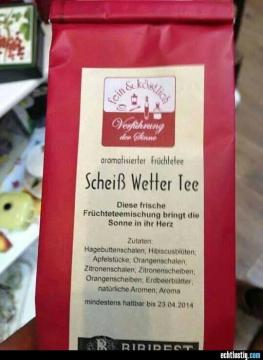 fein & köstlich
Verführung
der Sonne
aromatisierter Früchtetee
Scheiß Wetter Tee
Diese frische
Früchteteemischung bringt die
Sonne in ihr Herz
Zutaten:
Hagebuttenschalen, Hibiscusblüten,
Apfelstücke, Orangenschalen,
Zitronenschalen, Zitronenscheiben,
Orangenscheiben, Erdbeerblätter,
natürliche Aromen, Aroma
mindestens haltbar bis 23.04.2014
BIBIREST
echtlustig.com